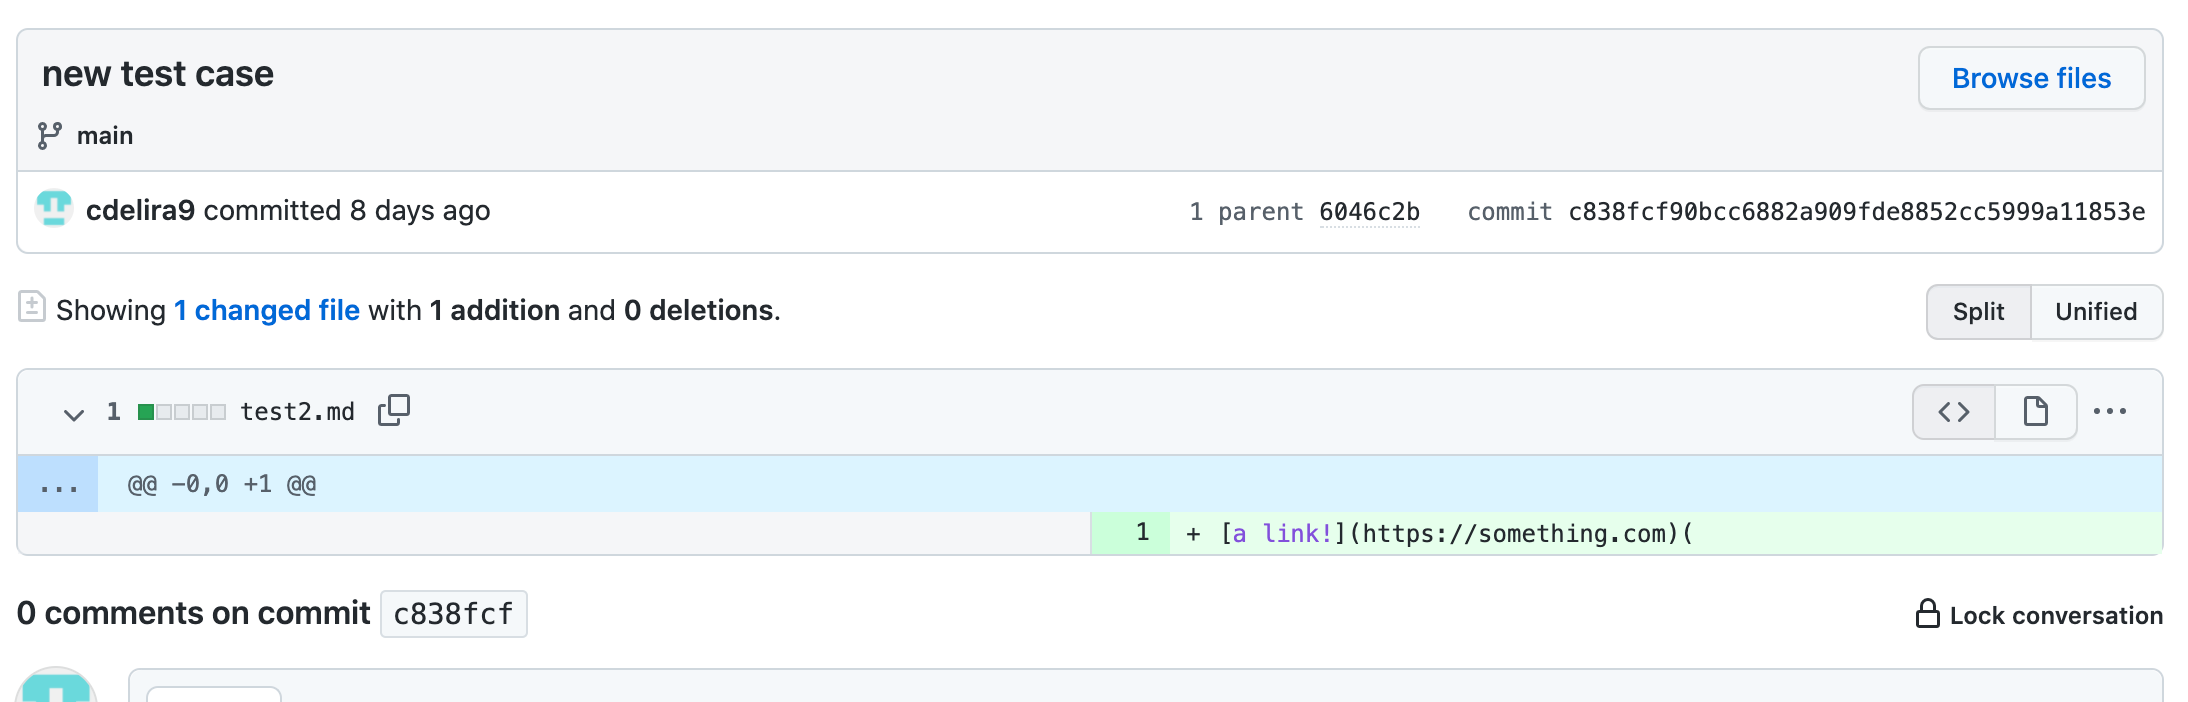 new test case
Browse files
main
cdelira9 committed 8 days ago
1 parent 6046c2b commit c838fcf90bcc6882a909fde8852cc5999a11853e
Showing 1 changed file with 1 addition and 0 deletions.
Split Unified
1 test2.md
... @@ -0,0 +1 @@
1 + [a link!](https://something.com)(
0 comments on commit c838fcf
Lock conversation